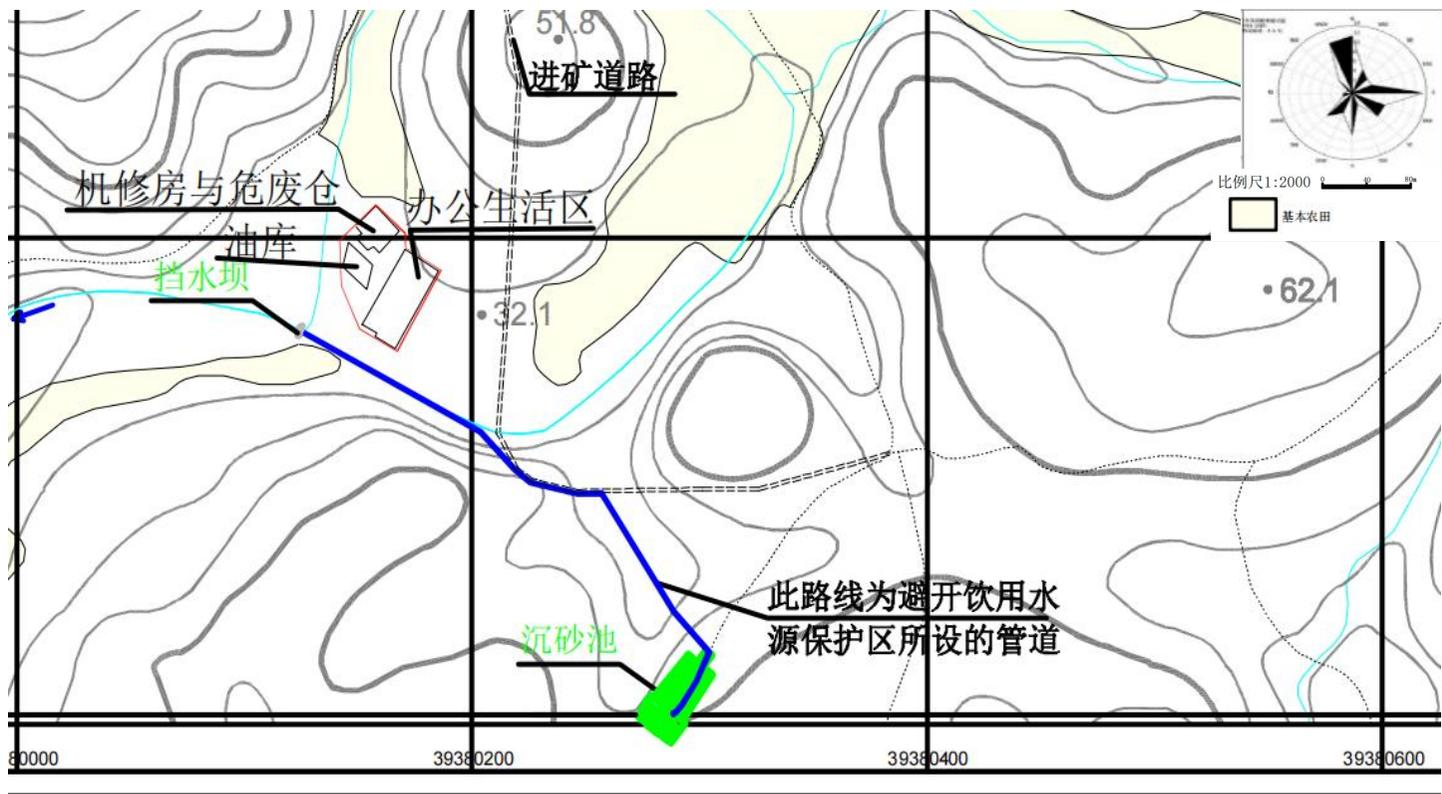 51.8
进矿道路
机修房与危废仓
办公生活区
油库
挡水坝
32.1
62.1
比例尺1:2000
0 40 80m
基本农田
此路线为避开饮用水
源保护区所设的管道
沉砂池
80000
39380200
39380400
39380600